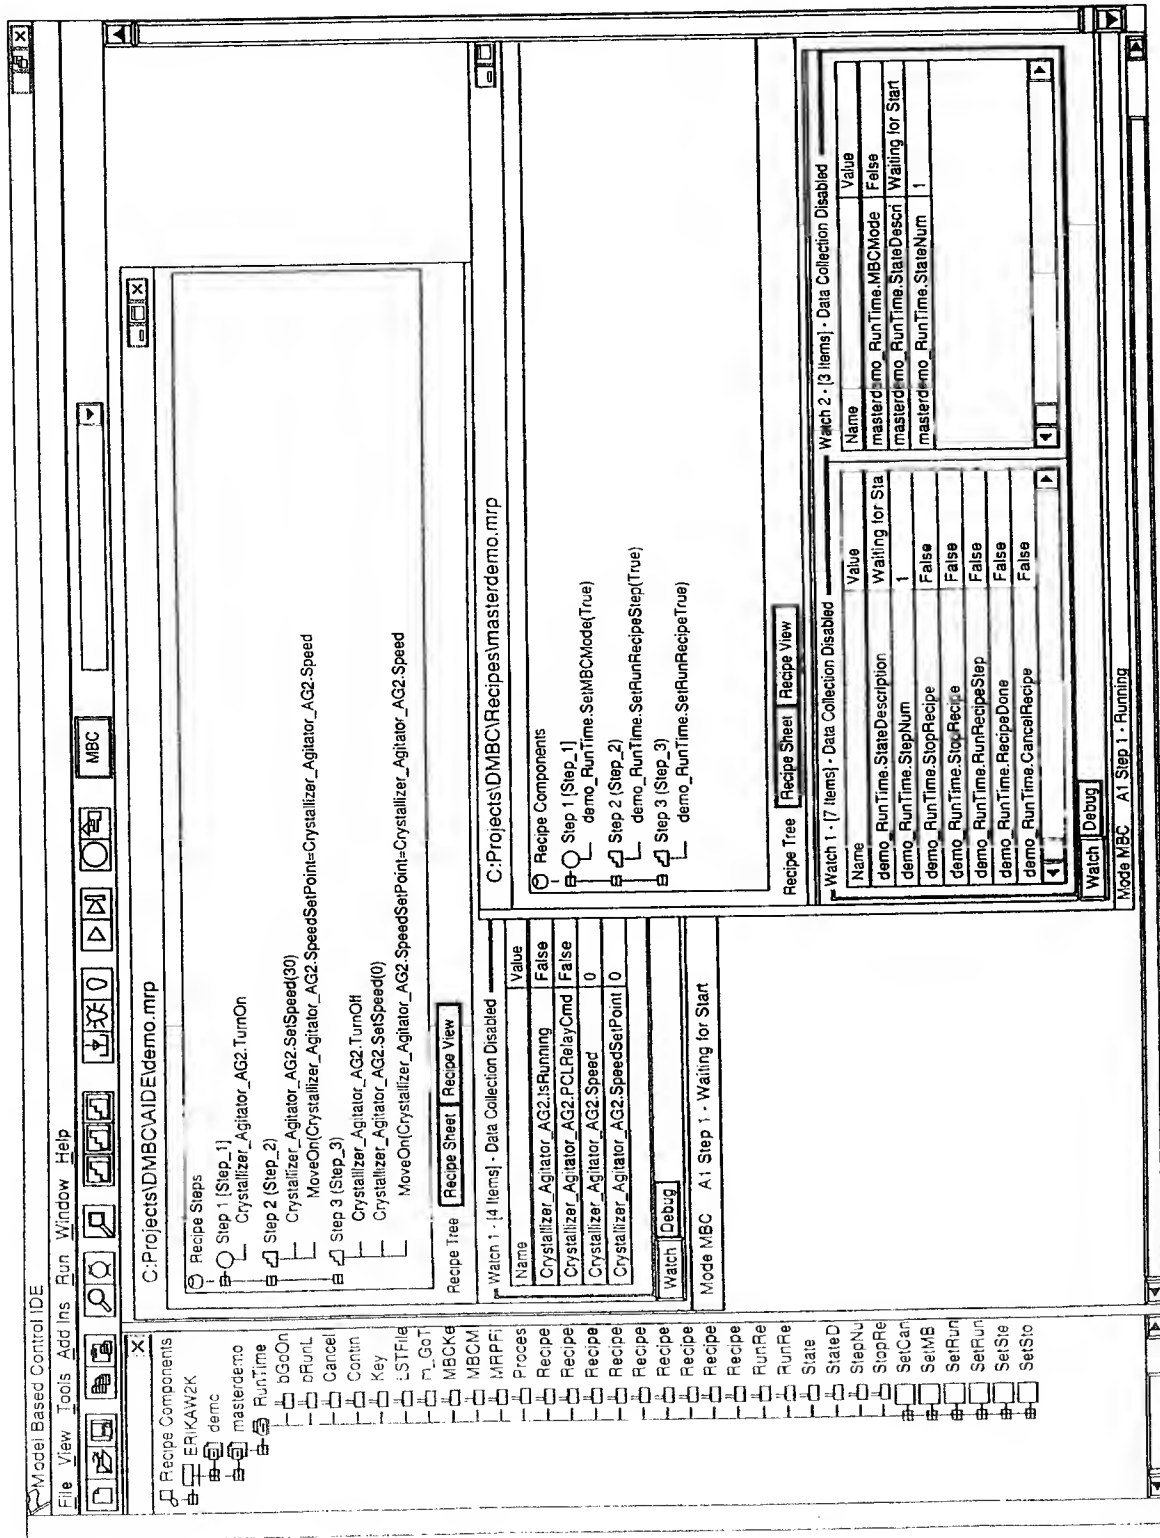 Model Based Control IDE
File View Tools Add Ins Run Window Help
MBC
Recipe Components
ERIKAW2K
demo
masterdemo
RunTime
bGoOn
bRunL
Cancel
Contin
Key
LSTFile
m_GoT
MBCKe
MBCM
MRPFi
Proces
Recipe
Recipe
Recipe
Recipe
Recipe
Recipe
Recipe
Recipe
RunRe
RunRe
State
StateD
StepNu
StopRe
SetCan
SetMB
SetRun
SetRun
SetSte
SetSto
C:Projects\DMBC\AIDE\demo.mrp
Recipe Steps
Step 1 [Step_1]
Crystallizer_Agitator_AG2.TurnOn
Step 2 (Step_2)
Crystallizer_Agitator_AG2.SetSpeed(30)
MoveOn(Crystallizer_Agitator_AG2.SpeedSetPoint=Crystallizer_Agitator_AG2.Speed
Step 3 (Step_3)
Crystallizer_Agitator_AG2.TurnOff
Crystallizer_Agitator_AG2.SetSpeed(0)
MoveOn(Crystallizer_Agitator_AG2.SpeedSetPoint=Crystallizer_Agitator_AG2.Speed
Recipe Tree Recipe Sheet Recipe View
Watch 1 - [4 Items] - Data Collection Disabled
Name Value
Crystallizer_Agitator_AG2.IsRunning False
Crystallizer_Agitator_AG2.PCLRelayCmd False
Crystallizer_Agitator_AG2.Speed 0
Crystallizer_Agitator_AG2.SpeedSetPoint 0
Watch Debug
Mode MBC A1 Step 1 - Waiting for Start
C:Projects\DMBC\Recipes\masterdemo.mrp
Recipe Components
Step 1 [Step_1]
demo_RunTime.SetMBCMode(True)
Step 2 (Step_2)
demo_RunTime.SetRunRecipeStep(True)
Step 3 (Step_3)
demo_RunTime.SetRunRecipeTrue)
Recipe Tree Recipe Sheet Recipe View
Watch 1 - [7 Items] - Data Collection Disabled
Name Value
demo_RunTime.StateDescription Waiting for Sta
demo_RunTime.StepNum 1
demo_RunTime.StopRecipe False
demo_RunTime.StopRecipe False
demo_RunTime.RunRecipeStep False
demo_RunTime.RecipeDone False
demo_RunTime.CancelRecipe False
Watch 2 - [3 Items] - Data Collection Disabled
Name Value
masterdemo_RunTime.MBCMode False
masterdemo_RunTime.StateDescri Waiting for Start
masterdemo_RunTime.StateNum 1
Watch Debug
Mode MBC A1 Step 1 - Running